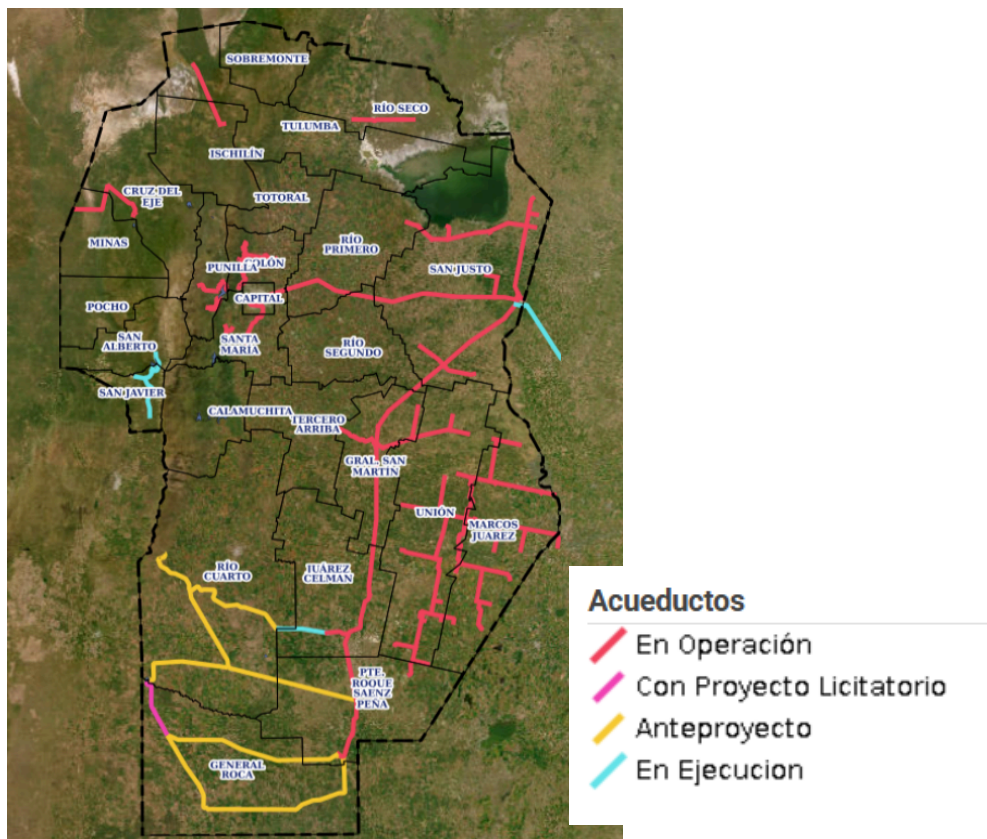 SOBREMONTE
RÍO SECO
TULUMBA
ISCHILÍN
CRUZ DEL
EJE
TOTORAL
MINAS
RÍO
PRIMERO
COLÓN
PUNILLA
SAN JUSTO
CAPITAL
POCHO
SAN
ALBERTO
SANTA
MARÍA
RÍO
SEGUNDO
SAN JAVIER
CALAMUCHITA
TERCERO
ARRIBA
GRAL. SAN
MARTÍN
UNIÓN
MARCOS
JUAREZ
RÍO
CUARTO
JUÁREZ
CELMAN
PTE.
ROQUE
SAENZ
PEÑA
GENERAL
ROCA
Acueductos
En Operación
Con Proyecto Licitatorio
Anteproyecto
En Ejecucion